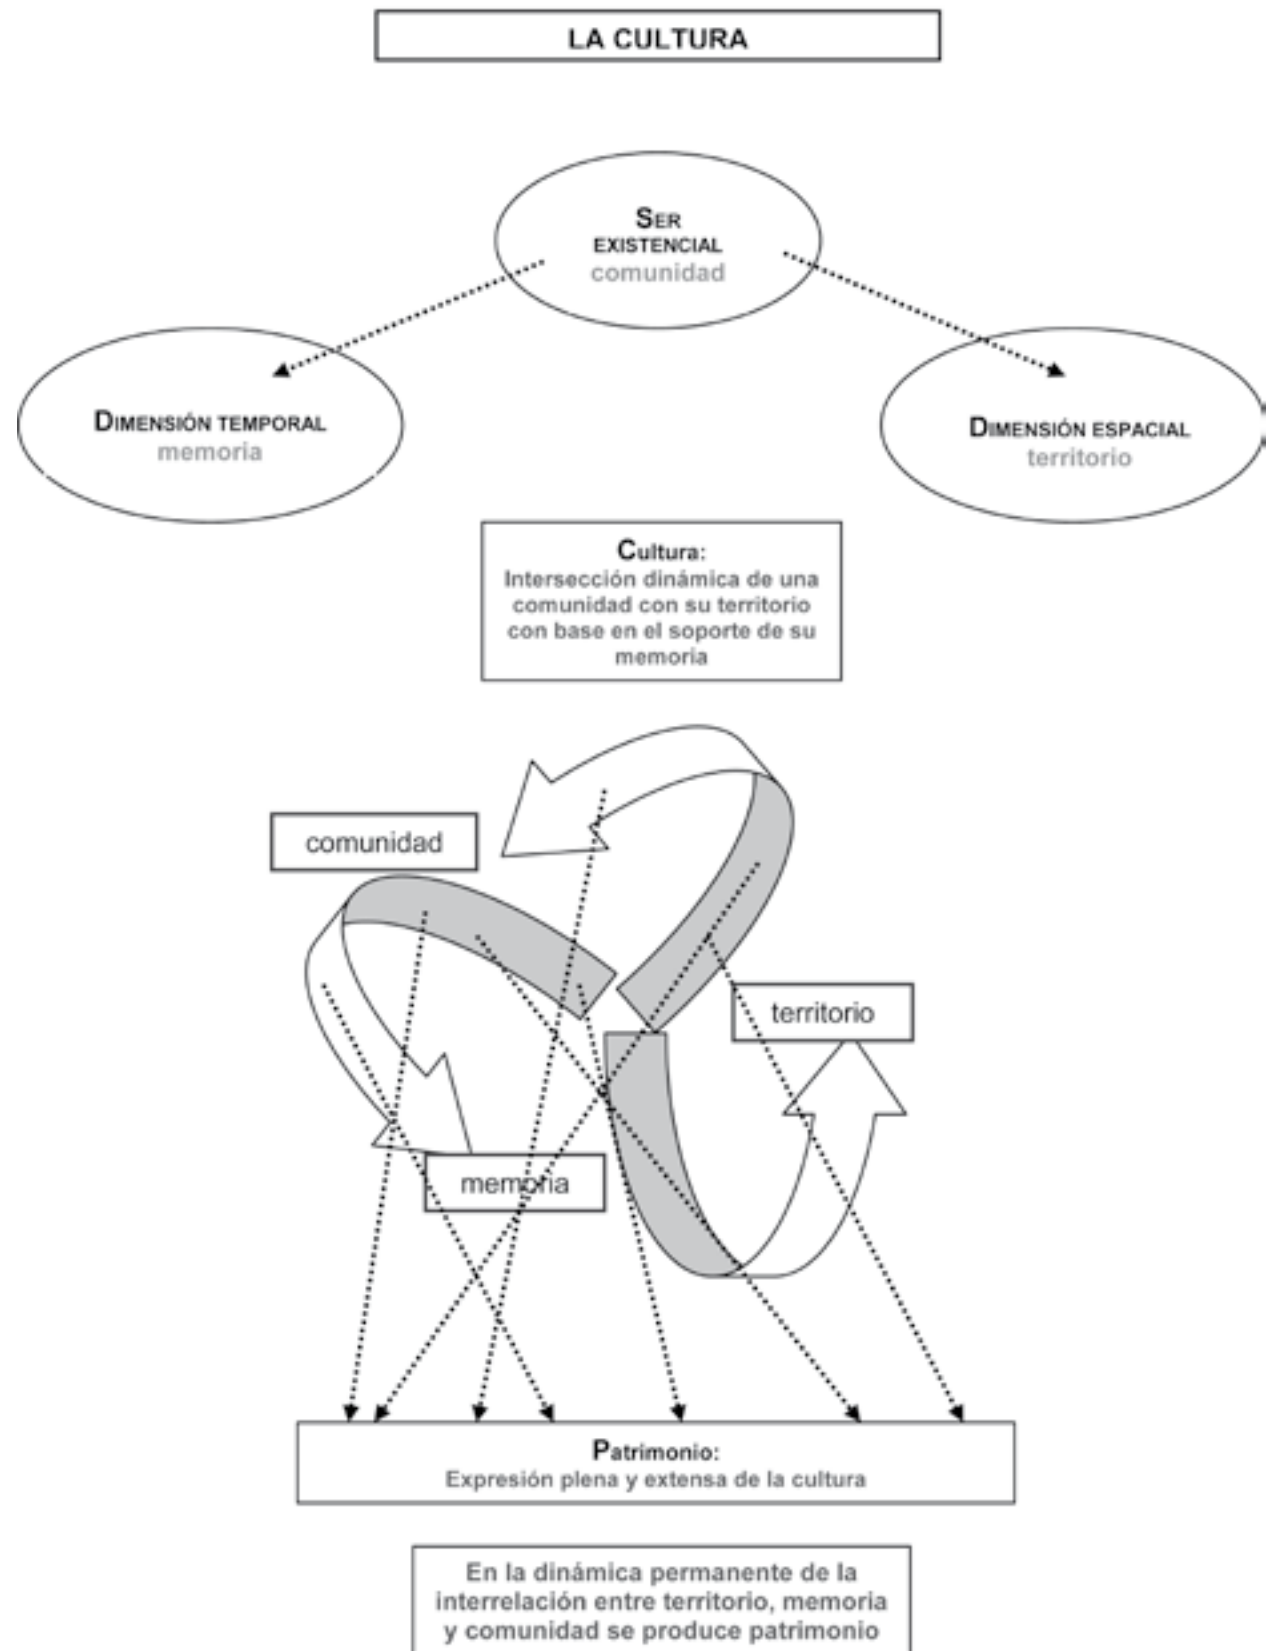 LA CULTURA
SER
EXISTENCIAL
comunidad
DIMENSIÓN TEMPORAL
memoria
DIMENSIÓN ESPACIAL
territorio
Cultura:
Intersección dinámica de una
comunidad con su territorio
con base en el soporte de su
memoria
comunidad
territorio
memoria
Patrimonio:
Expresión plena y extensa de la cultura
En la dinámica permanente de la
interrelación entre territorio, memoria
y comunidad se produce patrimonio